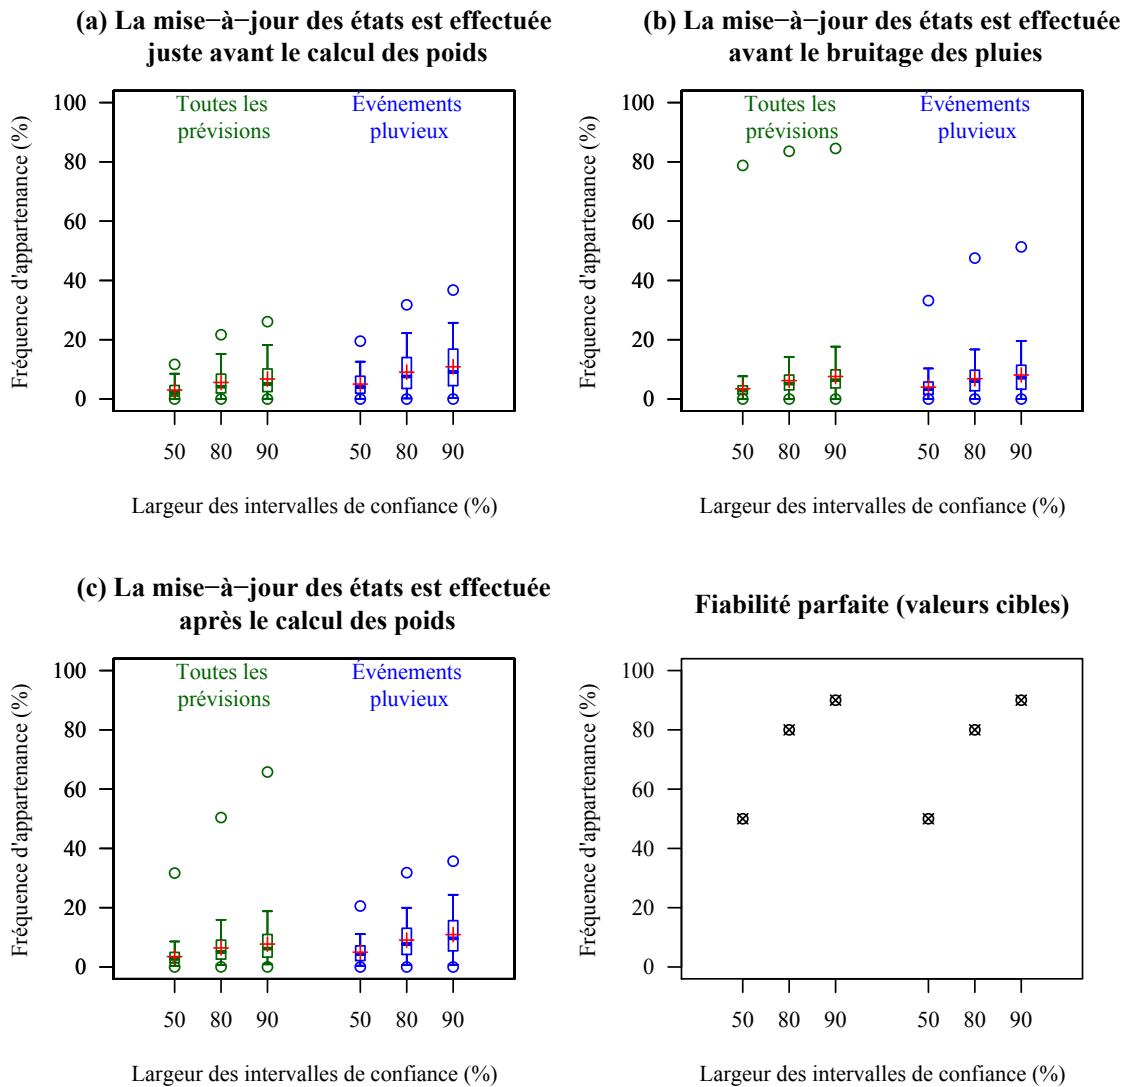 (a) La mise−à−jour des états est effectuée
juste avant le calcul des poids
Toutes les
prévisions
Événements
pluvieux
Fréquence d'appartenance (%)
100
80
60
40
20
0
50 80 90 50 80 90
Largeur des intervalles de confiance (%)
(b) La mise−à−jour des états est effectuée
avant le bruitage des pluies
Toutes les
prévisions
Événements
pluvieux
Fréquence d'appartenance (%)
100
80
60
40
20
0
50 80 90 50 80 90
Largeur des intervalles de confiance (%)
(c) La mise−à−jour des états est effectuée
après le calcul des poids
Toutes les
prévisions
Événements
pluvieux
Fréquence d'appartenance (%)
100
80
60
40
20
0
50 80 90 50 80 90
Largeur des intervalles de confiance (%)
Fiabilité parfaite (valeurs cibles)
Fréquence d'appartenance (%)
100
80
60
40
20
0
50 80 90 50 80 90
Largeur des intervalles de confiance (%)